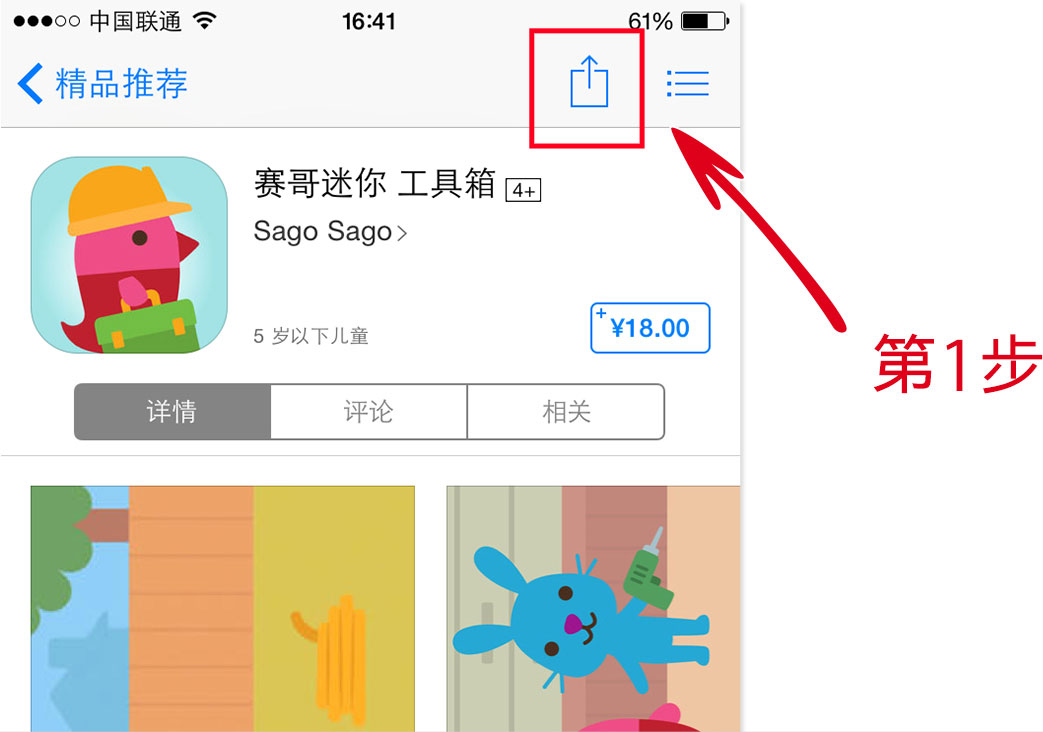 中国联通 16:41 61%
精品推荐
赛哥迷你 工具箱 4+
Sago Sago
5 岁以下儿童
+ ¥18.00
第1步
详情 评论 相关